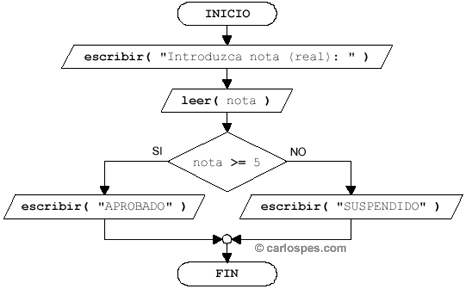 INICIO
escribir( "Introduzca nota (real): " )
leer( nota )
nota >= 5
SI
NO
escribir( "APROBADO" )
escribir( "SUSPENDIDO" )
© carlospes.com
FIN